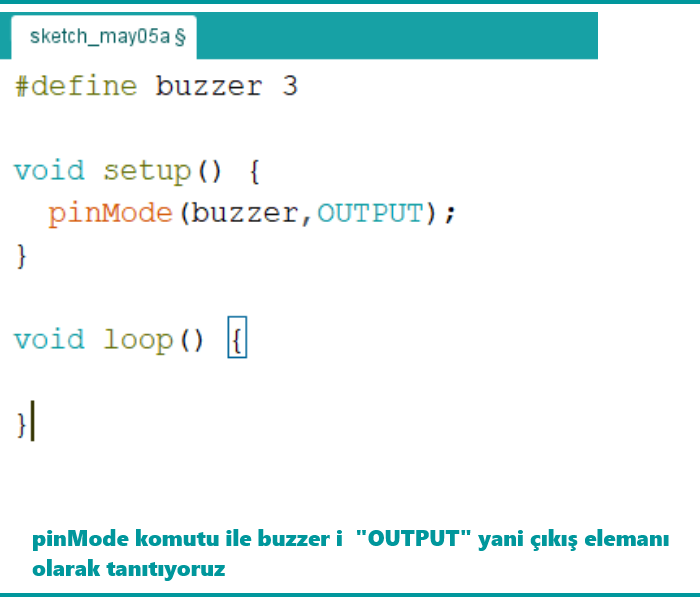 sketch_may05a §
#define buzzer 3
void setup() {
pinMode(buzzer,OUTPUT);
}
void loop() {
}
pinMode komutu ile buzzer i "OUTPUT" yani çıkış elemanı
olarak tanıtıyoruz